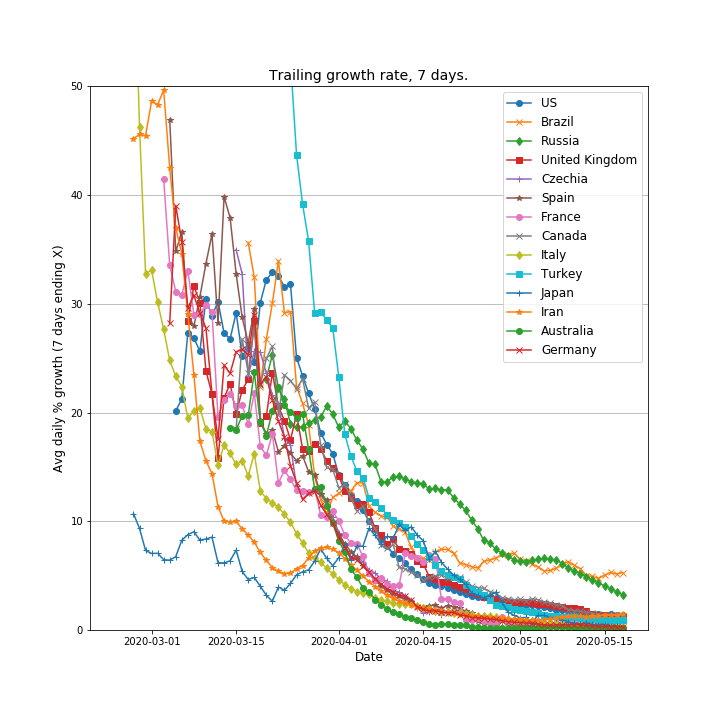 Trailing growth rate, 7 days.
Avg daily % growth (7 days ending X)
50
40
30
20
10
0
US
Brazil
Russia
United Kingdom
Czechia
Spain
France
Canada
Italy
Turkey
Japan
Iran
Australia
Germany
2020-03-01
2020-03-15
2020-04-01
2020-04-15
2020-05-01
2020-05-15
Date